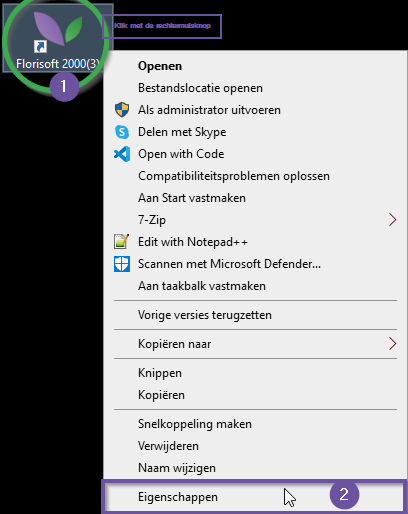 Klik met de rechtermuisknop
Florisoft 2000(3)
1
Openen
Bestandslocatie openen
Als administrator uitvoeren
Delen met Skype
Open with Code
Compatibiliteitsproblemen oplossen
Aan Start vastmaken
7-Zip
Edit with Notepad++
Scannen met Microsoft Defender...
Aan taakbalk vastmaken
Vorige versies terugzetten
Kopiëren naar
Knippen
Kopiëren
Snelkoppeling maken
Verwijderen
Naam wijzigen
Eigenschappen
2